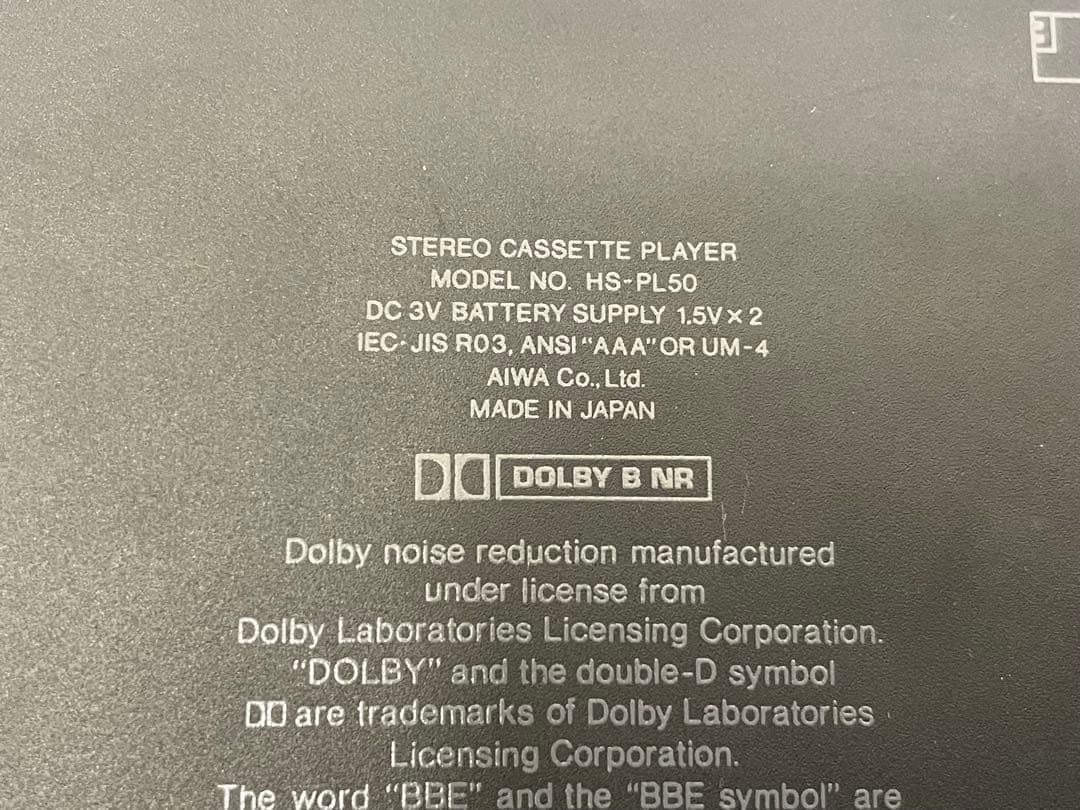 STEREO CASSETTE PLAYER
MODEL NO. HS-PL50
DC 3V BATTERY SUPPLY 1.5V×2
IEC·JIS R03, ANSI "AAA" OR UM-4
AIWA Co., Ltd.
MADE IN JAPAN
DOLBY B NR
Dolby noise reduction manufactured
under license from
Dolby Laboratories Licensing Corporation.
"DOLBY" and the double-D symbol
are trademarks of Dolby Laboratories
Licensing Corporation.
The word "BBE" and the "BBE symbol" are